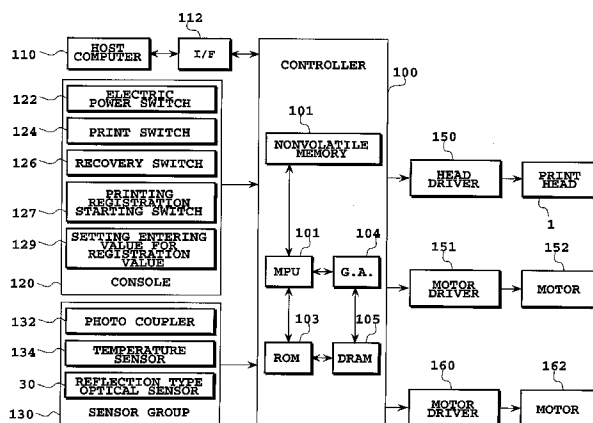 112
110
HOST
COMPUTER
I/F
CONTROLLER
100
122
ELECTRIC
POWER SWITCH
124
PRINT SWITCH
126
RECOVERY SWITCH
127
PRINTING
REGISTRATION
STARTING SWITCH
129
SETTING ENTERING
VALUE FOR
REGISTRATION
VALUE
120
CONSOLE
101
NONVOLATILE
MEMORY
101
MPU
104
G.A.
103
ROM
105
DRAM
150
HEAD
DRIVER
PRINT
HEAD
1
151
MOTOR
DRIVER
152
MOTOR
132
PHOTO COUPLER
134
TEMPERATURE
SENSOR
30
REFLECTION TYPE
OPTICAL SENSOR
130
SENSOR GROUP
160
MOTOR
DRIVER
162
MOTOR